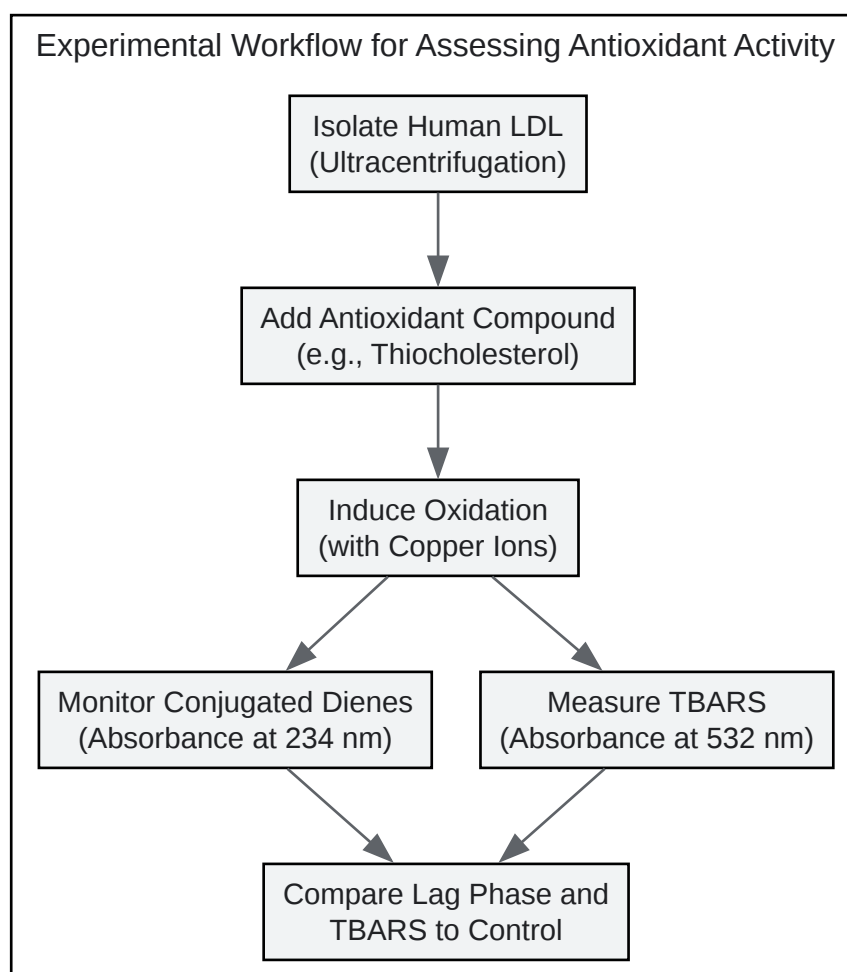 Experimental Workflow for Assessing Antioxidant Activity
Isolate Human LDL
(Ultracentrifugation)
Add Antioxidant Compound
(e.g., Thiocholesterol)
Induce Oxidation
(with Copper Ions)
Monitor Conjugated Dienes
(Absorbance at 234 nm)
Measure TBARS
(Absorbance at 532 nm)
Compare Lag Phase and
TBARS to Control